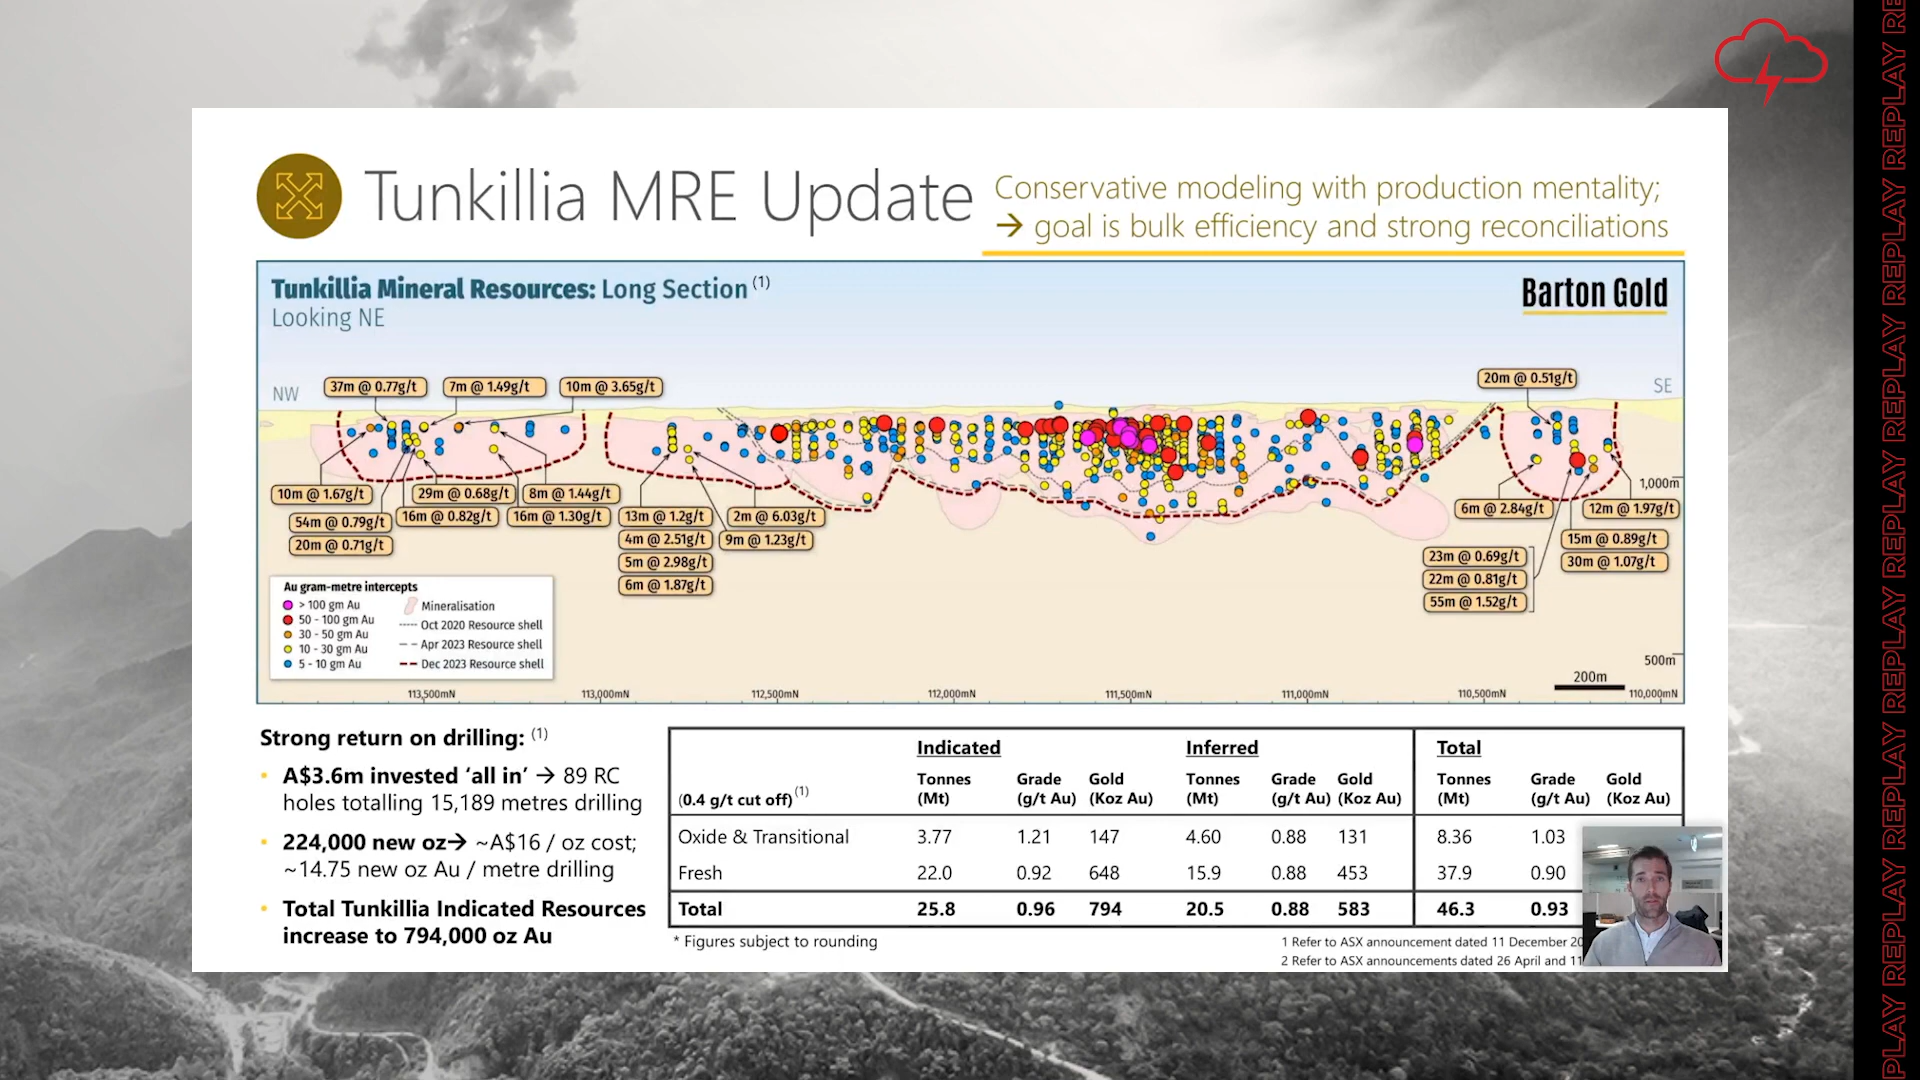 Tunkillia MRE Update
Conservative modeling with production mentality;
→ goal is bulk efficiency and strong reconciliations
Tunkillia Mineral Resources: Long Section (1)
Looking NE
Barton Gold
NW
SE
37m @ 0.77g/t
7m @ 1.49g/t
10m @ 3.65g/t
20m @ 0.51g/t
10m @ 1.67g/t
29m @ 0.68g/t
8m @ 1.44g/t
54m @ 0.79g/t
16m @ 0.82g/t
16m @ 1.30g/t
20m @ 0.71g/t
13m @ 1.2g/t
2m @ 6.03g/t
4m @ 2.51g/t
9m @ 1.23g/t
5m @ 2.98g/t
6m @ 1.87g/t
1,000m
6m @ 2.84g/t
12m @ 1.97g/t
15m @ 0.89g/t
23m @ 0.69g/t
30m @ 1.07g/t
22m @ 0.81g/t
55m @ 1.52g/t
500m
200m
Au gram-metre intercepts
> 100 gm Au
50 - 100 gm Au
30 - 50 gm Au
10 - 30 gm Au
5 - 10 gm Au
Mineralisation
Oct 2020 Resource shell
Apr 2023 Resource shell
Dec 2023 Resource shell
113,500mN 113,000mN 112,500mN 112,000mN 111,500mN 111,000mN 110,500mN 110,000mN
Strong return on drilling: (1)
• A$3.6m invested ‘all in’ → 89 RC
holes totalling 15,189 metres drilling
• 224,000 new oz→ ~A$16 / oz cost;
~14.75 new oz Au / metre drilling
• Total Tunkillia Indicated Resources
increase to 794,000 oz Au
Indicated Inferred Total
Tonnes Grade Gold Tonnes Grade Gold Tonnes Grade Gold
(0.4 g/t cut off) (1) (Mt) (g/t Au) (Koz Au) (Mt) (g/t Au) (Koz Au) (Mt) (g/t Au) (Koz Au)
Oxide & Transitional 3.77 1.21 147 4.60 0.88 131 8.36 1.03
Fresh 22.0 0.92 648 15.9 0.88 453 37.9 0.90
Total 25.8 0.96 794 20.5 0.88 583 46.3 0.93
* Figures subject to rounding
1 Refer to ASX announcement dated 11 December
2 Refer to ASX announcements dated 26 April and 11
REPLAY REPLAY REPLAY REPLAY REPLAY REPLAY REPLAY